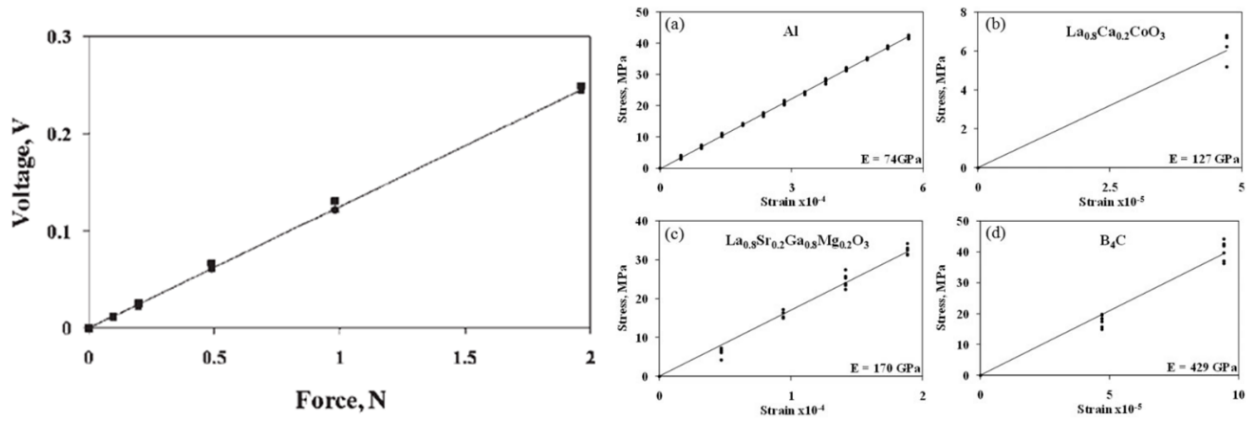 0.3
0.2
0.1
0
Voltage, V
0
0.5
1
1.5
2
Force, N
(a)
Al
50
40
30
20
10
0
Stress, MPa
E = 74GPa
0
3
6
Strain x10⁻⁴
(b)
La₀.₈Ca₀.₂CoO₃
8
6
4
2
0
Stress, MPa
E = 127 GPa
0
2.5
5
Strain x10⁻⁵
(c)
La₀.₈Sr₀.₂Ga₀.₈Mg₀.₂O₃
40
30
20
10
0
Stress, MPa
E = 170 GPa
0
1
2
Strain x10⁻⁴
(d)
B₄C
50
40
30
20
10
0
Stress, MPa
E = 429 GPa
0
5
10
Strain x10⁻⁵